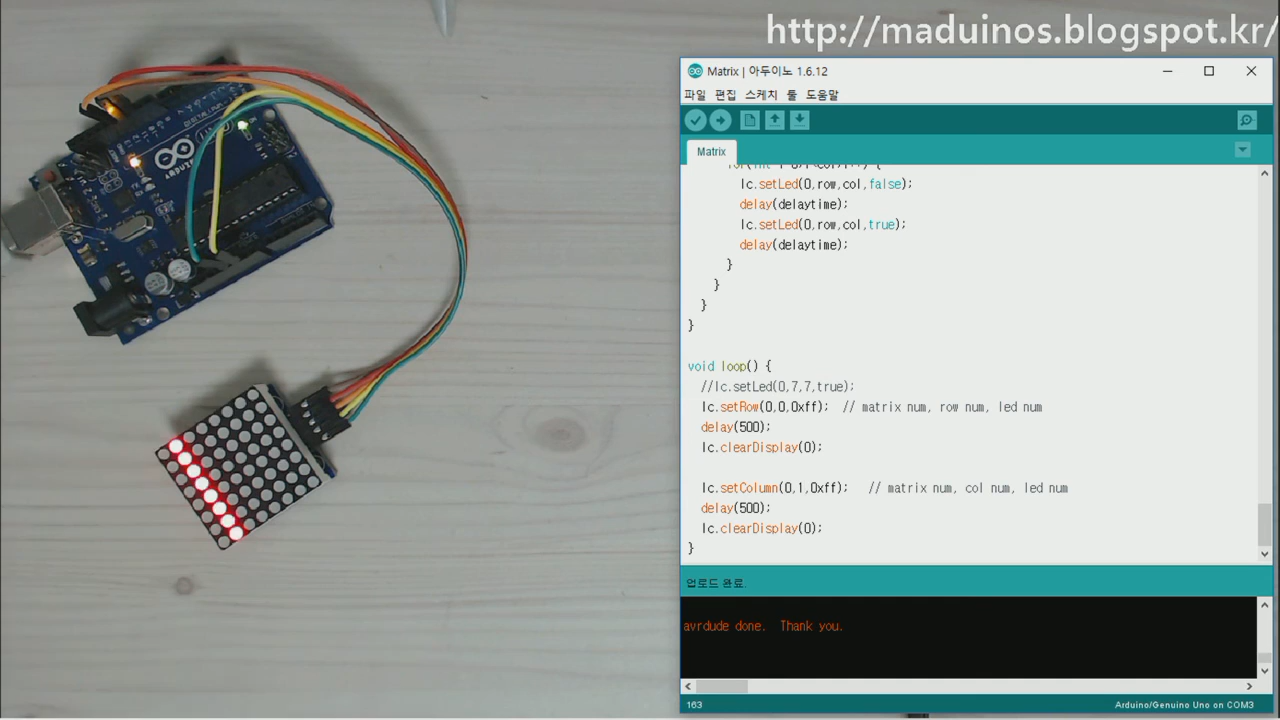 http://maduinos.blogspot.kr/
Matrix | 아두이노 1.6.12
파일 편집 스케치 툴 도움말
Matrix
lc.setLed(0,row,col,false);
delay(delaytime);
lc.setLed(0,row,col,true);
delay(delaytime);
}
}
}
}
void loop() {
//lc.setLed(0,7,7,true);
lc.setRow(0,0,0xff);  // matrix num, row num, led num
delay(500);
lc.clearDisplay(0);
lc.setColumn(0,1,0xff);   // matrix num, col num, led num
delay(500);
lc.clearDisplay(0);
}
업로드 완료.
avrdude done.  Thank you.
163
Arduino/Genuino Uno on COM3
ARDUINO